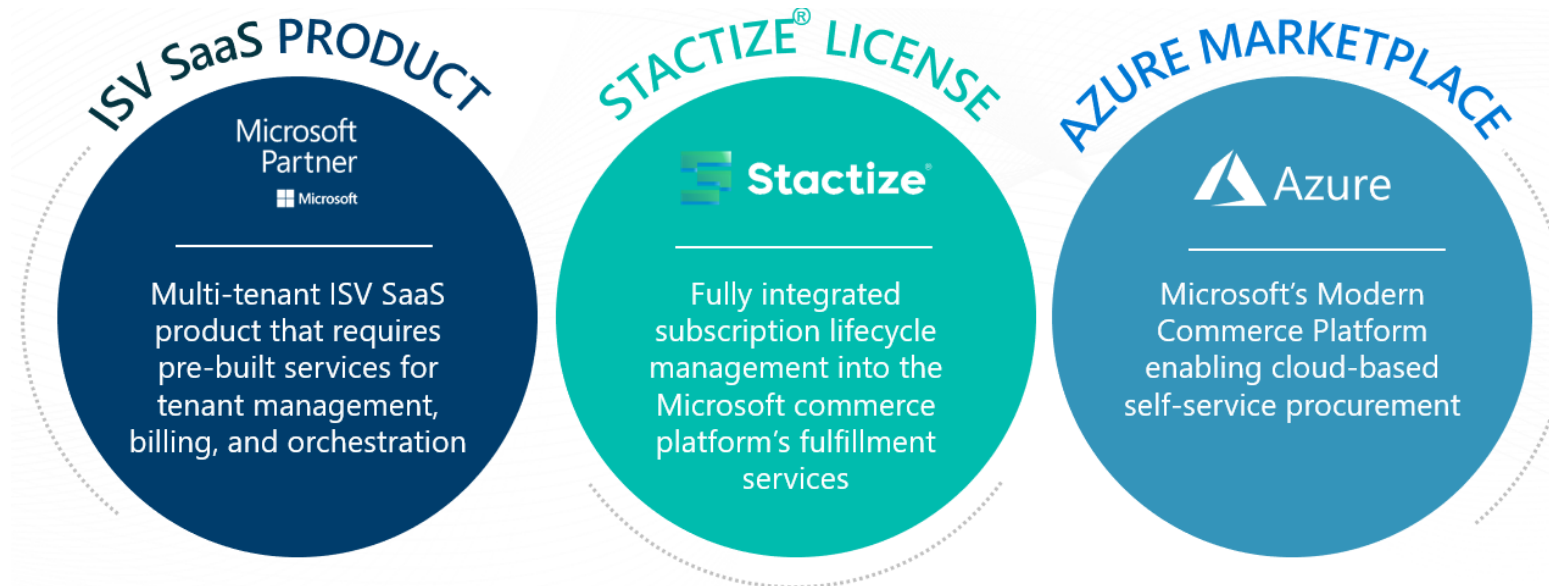 ISV SaaS PRODUCT
Microsoft
Partner
Microsoft
Multi-tenant ISV SaaS
product that requires
pre-built services for
tenant management,
billing, and orchestration
STACTIZE® LICENSE
Stactize®
Fully integrated
subscription lifecycle
management into the
Microsoft commerce
platform’s fulfillment
services
AZURE MARKETPLACE
Azure
Microsoft’s Modern
Commerce Platform
enabling cloud-based
self-service procurement